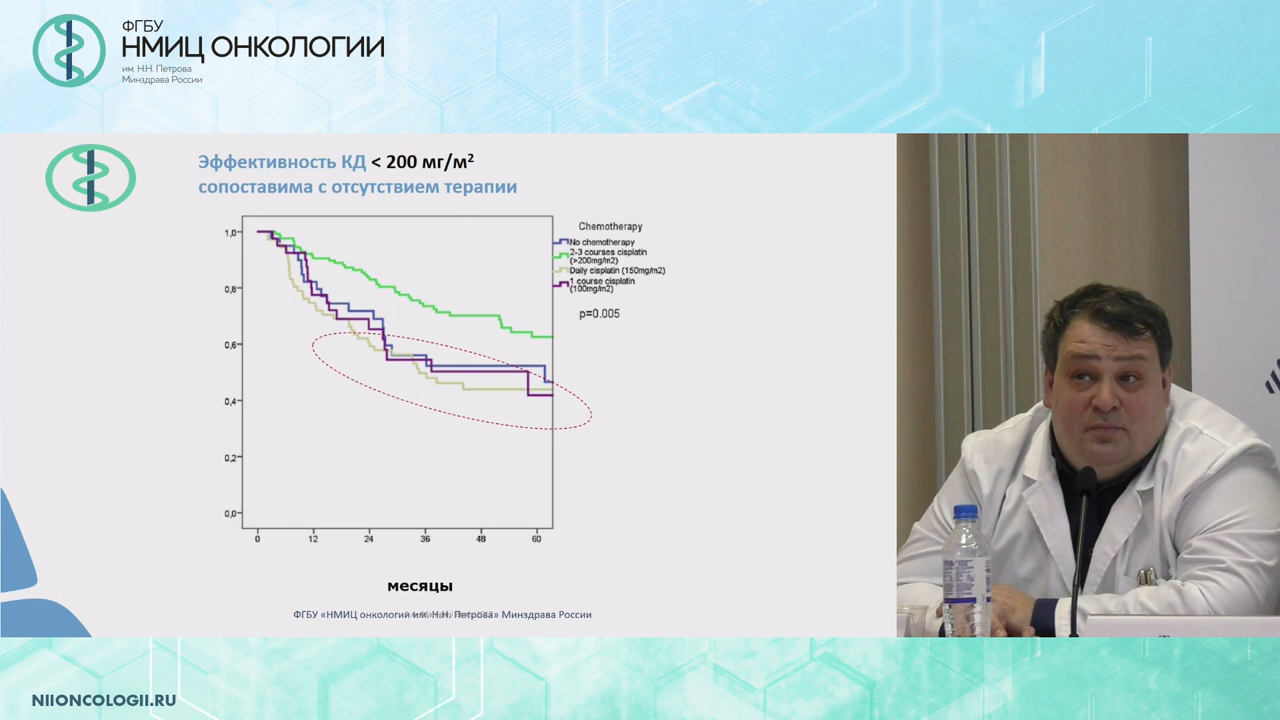 ФГБУ
НМИЦ ОНКОЛОГИИ
им. Н.Н. Петрова
Минздрава России
Эффективность КД < 200 мг/м²
сопоставима с отсутствием терапии
Chemotherapy
No chemotherapy
2-3 courses cisplatin
(>200mg/m2)
Daily cisplatin (150mg/m2)
1 course cisplatin
(100mg/m2)
p=0.005
1,0
0,8
0,6
0,4
0,2
0,0
0 12 24 36 48 60
месяцы
ФГБУ «НМИЦ онкологии им. Н.Н. Петрова» Минздрава России
NIIONCOLOGII.RU